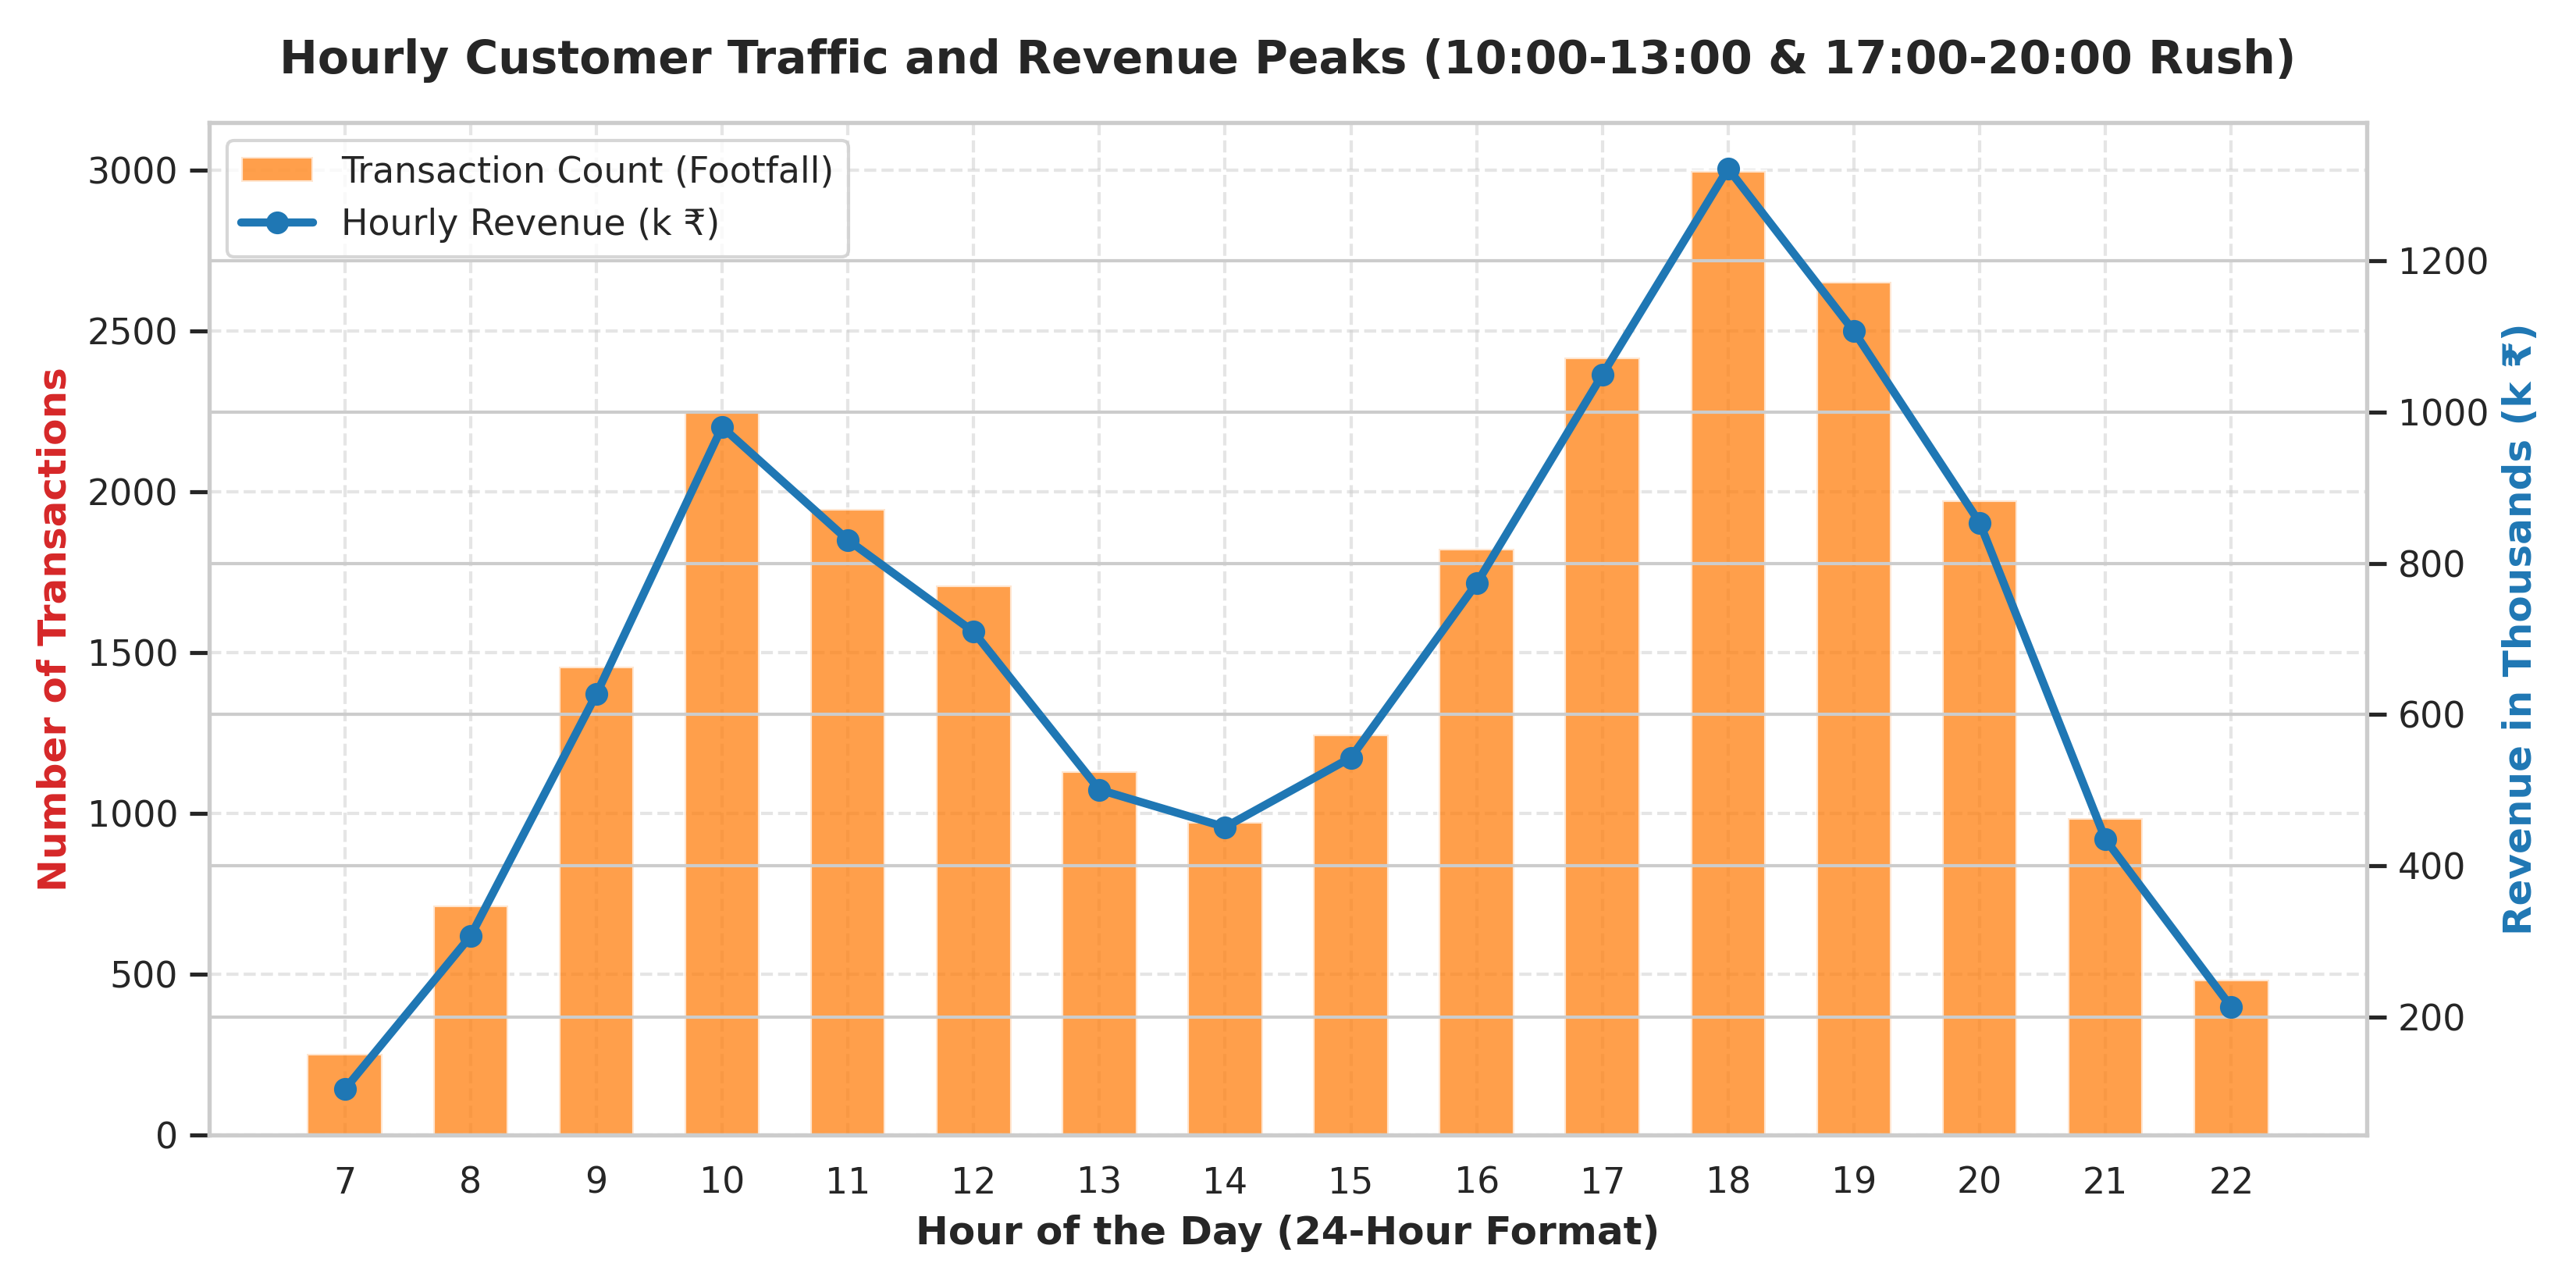 Hourly Customer Traffic and Revenue Peaks (10:00-13:00 & 17:00-20:00 Rush)
Transaction Count (Footfall)
Hourly Revenue (k ₹)
Number of Transactions
3000
2500
2000
1500
1000
500
0
1200
1000
800
600
400
200
Revenue in Thousands (k ₹)
7 8 9 10 11 12 13 14 15 16 17 18 19 20 21 22
Hour of the Day (24-Hour Format)